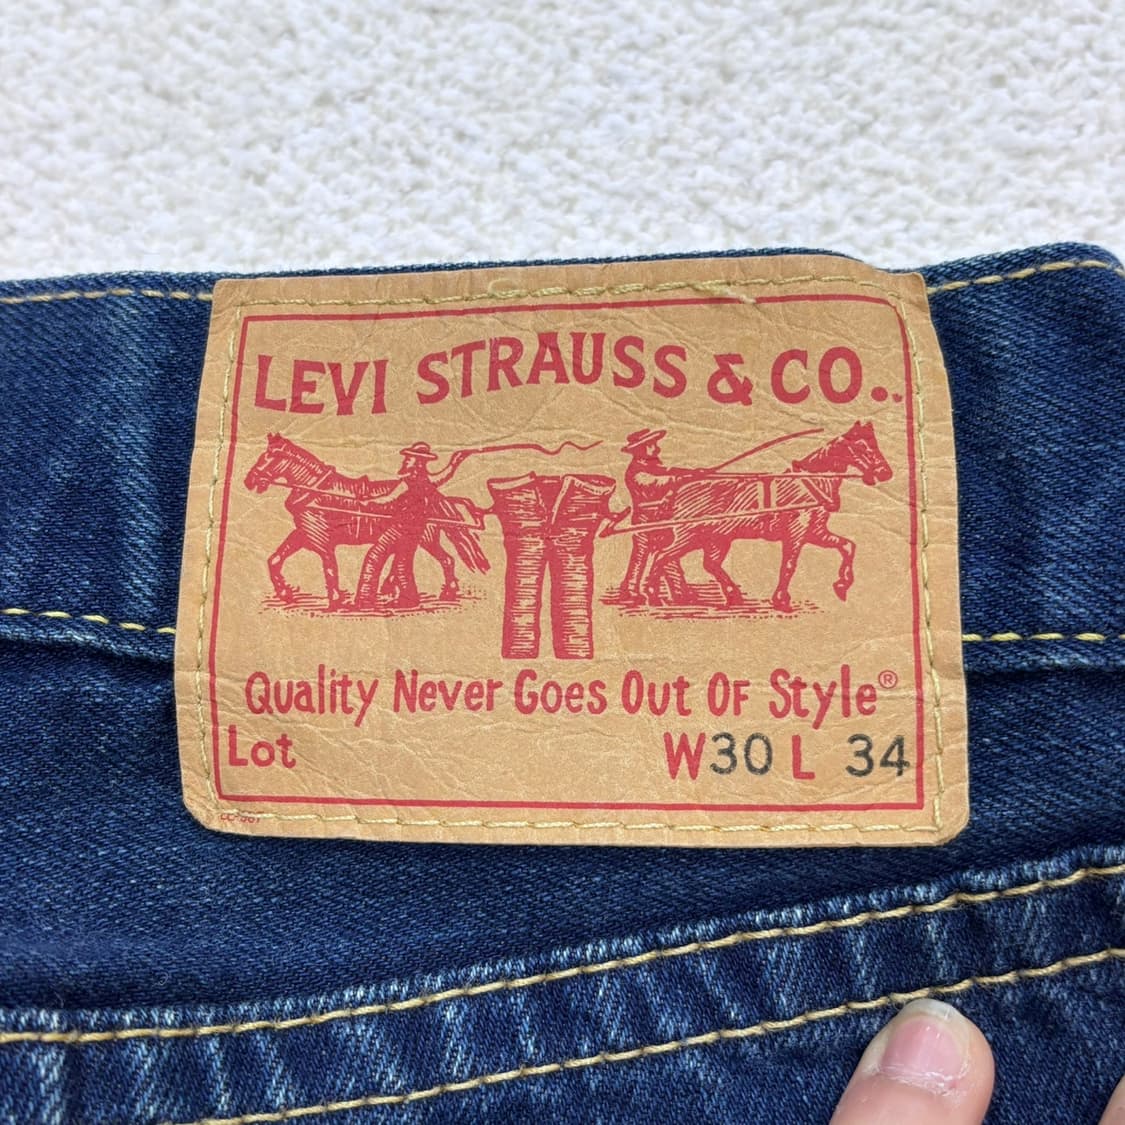 LEVI STRAUSS & CO.
Quality Never Goes Out Of Style®
Lot W30 L 34